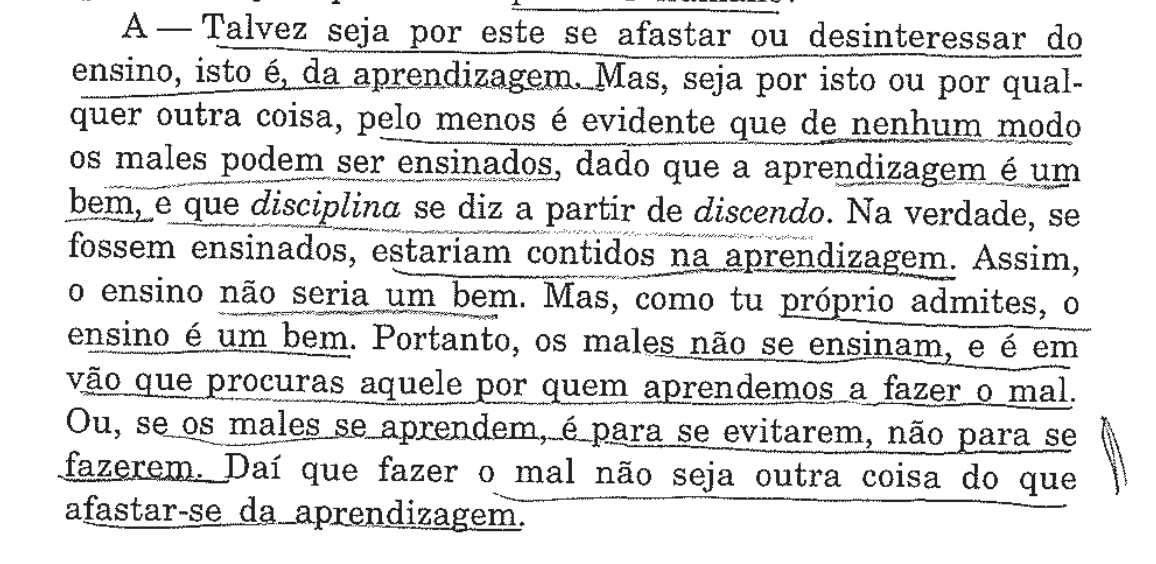 A — Talvez seja por este se afastar ou desinteressar do
ensino, isto é, da aprendizagem. Mas, seja por isto ou por qual-
quer outra coisa, pelo menos é evidente que de nenhum modo
os males podem ser ensinados, dado que a aprendizagem é um
bem, e que disciplina se diz a partir de discendo. Na verdade, se
fossem ensinados, estariam contidos na aprendizagem. Assim,
o ensino não seria um bem. Mas, como tu próprio admites, o
ensino é um bem. Portanto, os males não se ensinam, e é em
vão que procuras aquele por quem aprendemos a fazer o mal.
Ou, se os males se aprendem, é para se evitarem, não para se
fazerem. Daí que fazer o mal não seja outra coisa do que
afastar-se da aprendizagem.